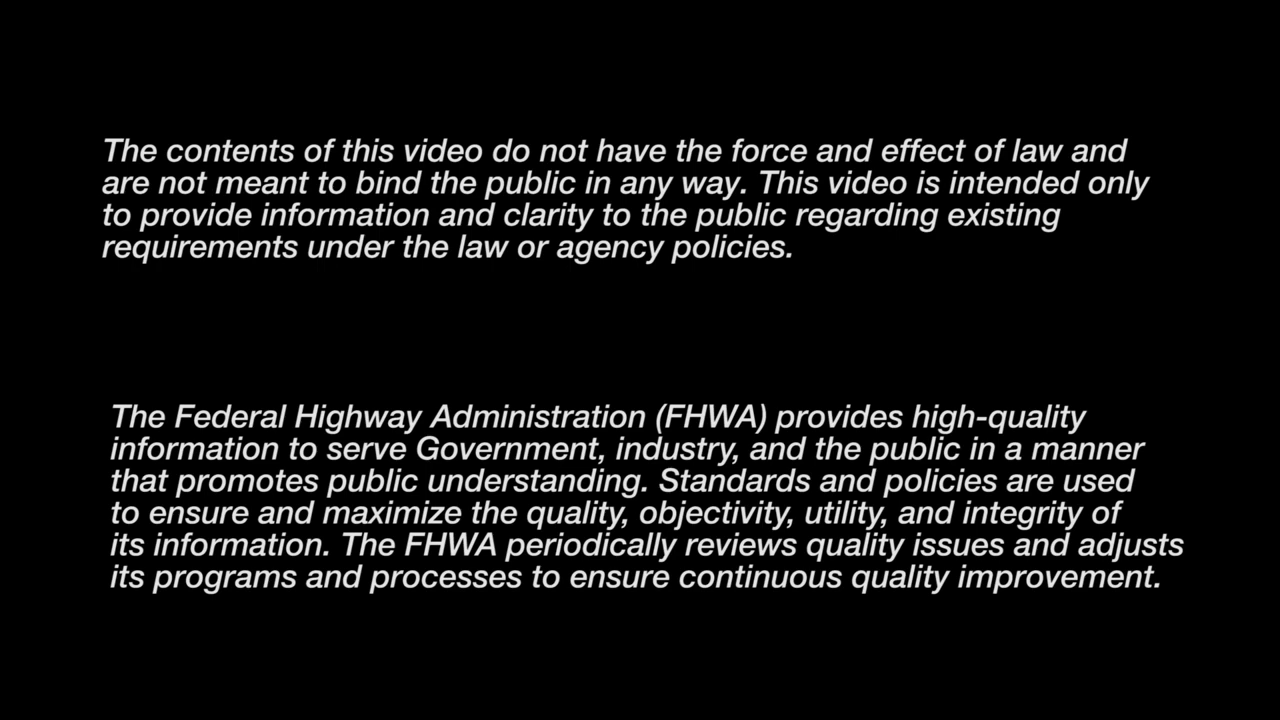 The contents of this video do not have the force and effect of law and
are not meant to bind the public in any way. This video is intended only
to provide information and clarity to the public regarding existing
requirements under the law or agency policies.
The Federal Highway Administration (FHWA) provides high-quality
information to serve Government, industry, and the public in a manner
that promotes public understanding. Standards and policies are used
to ensure and maximize the quality, objectivity, utility, and integrity of
its information. The FHWA periodically reviews quality issues and adjusts
its programs and processes to ensure continuous quality improvement.